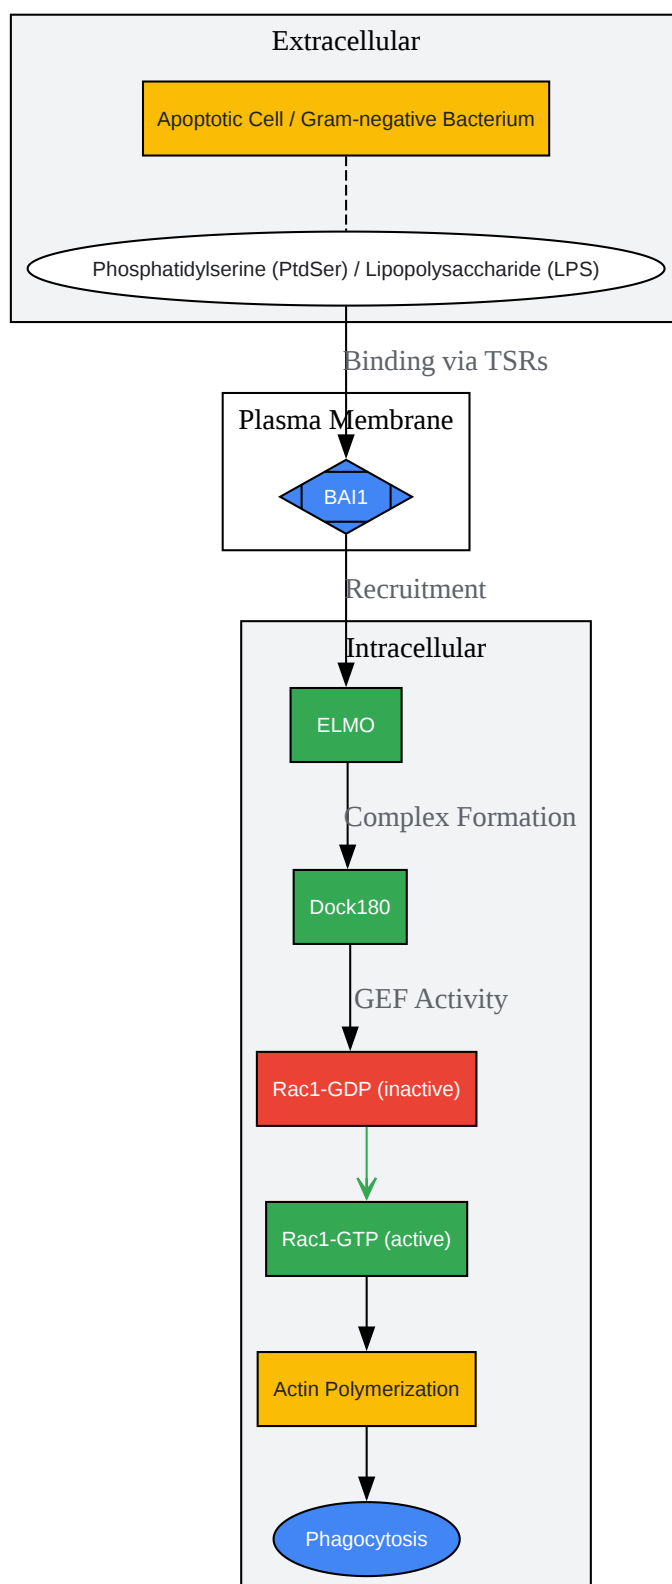 Extracellular
Apoptotic Cell / Gram-negative Bacterium
Phosphatidylserine (PtdSer) / Lipopolysaccharide (LPS)
Binding via TSRs
Plasma Membrane
BAI1
Recruitment
Intracellular
ELMO
Complex Formation
Dock180
GEF Activity
Rac1-GDP (inactive)
Rac1-GTP (active)
Actin Polymerization
Phagocytosis